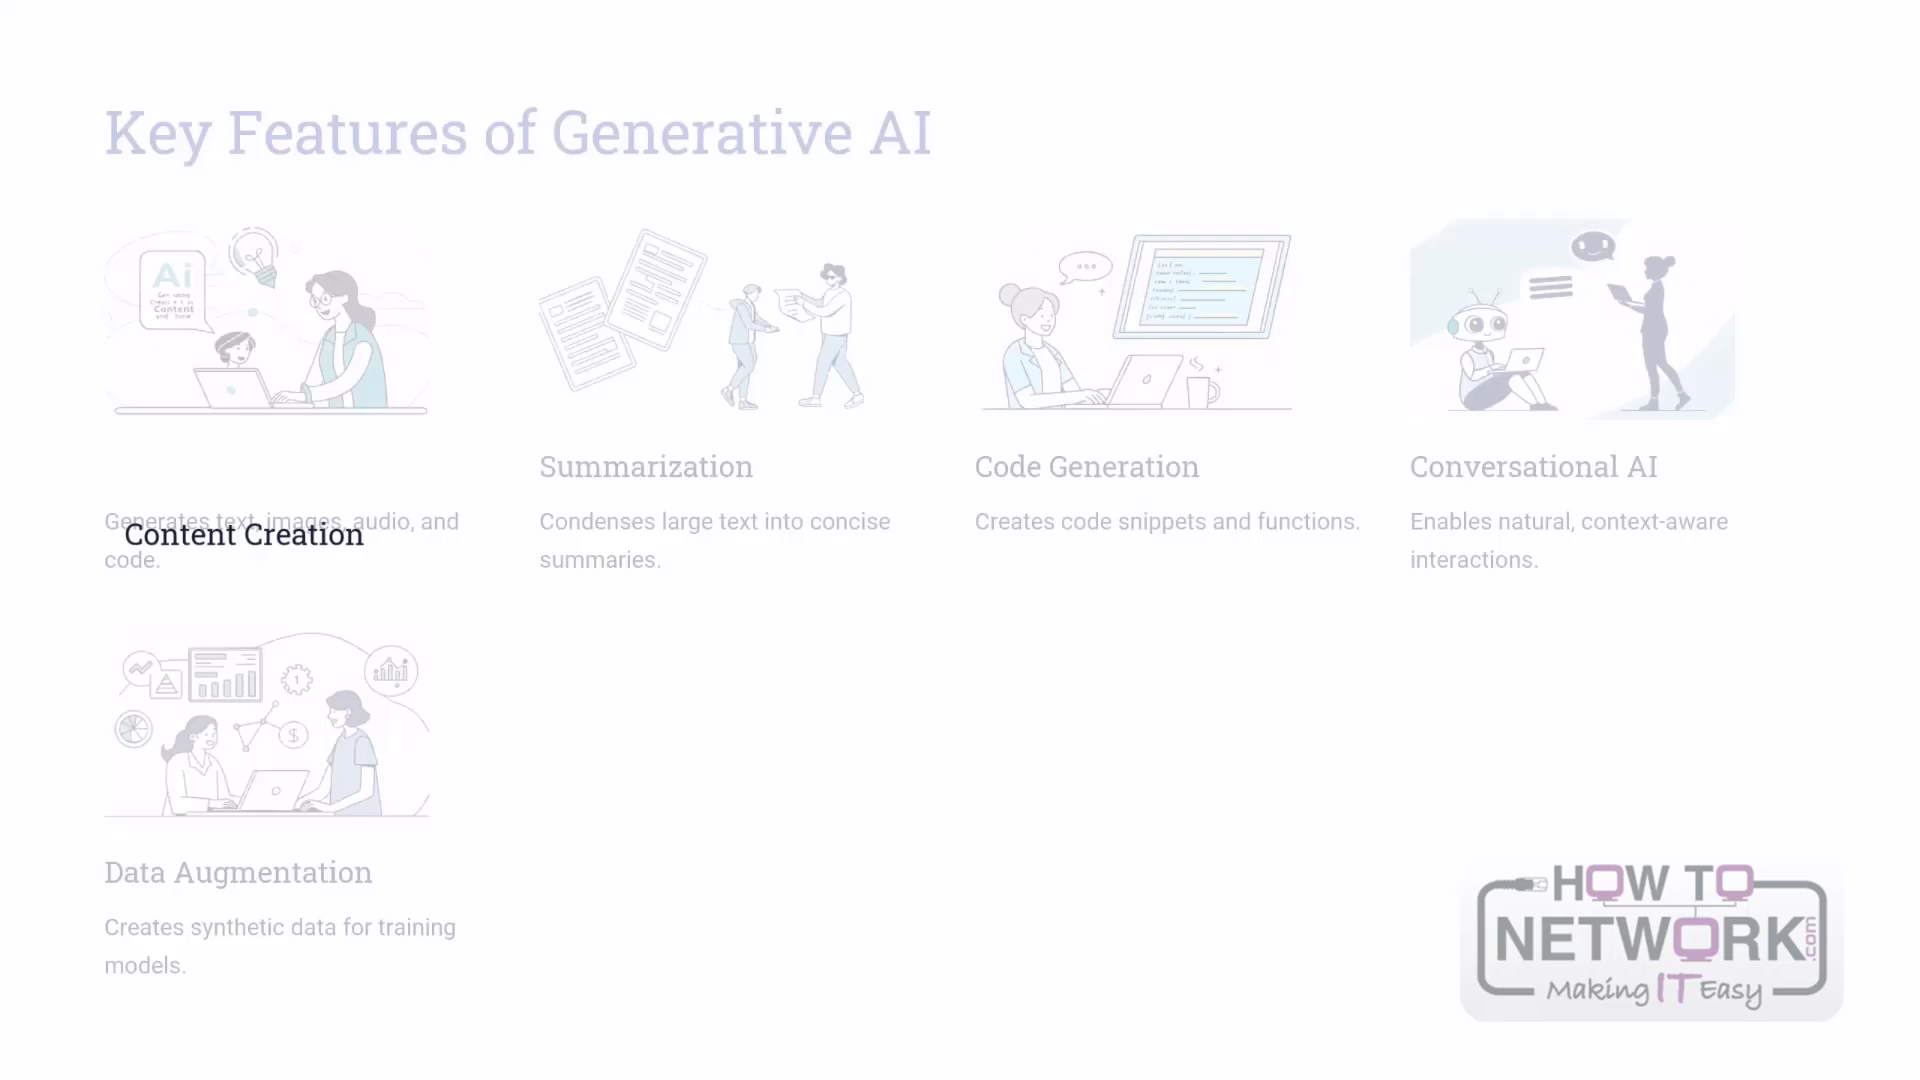 Key Features of Generative AI
Ai
Content
Content Creation
Generates text, images, audio, and
code.
Summarization
Condenses large text into concise
summaries.
Code Generation
Creates code snippets and functions.
Conversational AI
Enables natural, context-aware
interactions.
1
$
Data Augmentation
Creates synthetic data for training
models.
HOW TO
NETWORK.com
Making IT Easy